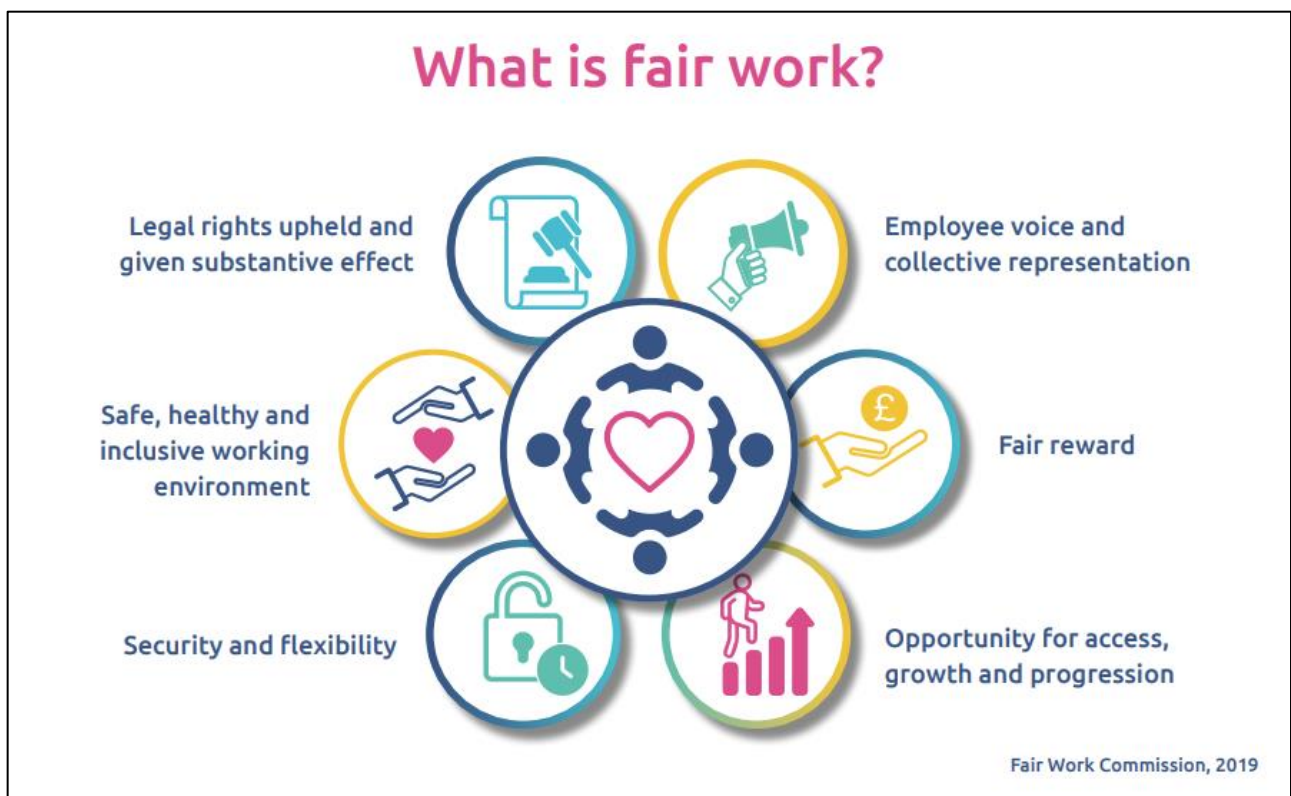 What is fair work?
Legal rights upheld and
given substantive effect
Employee voice and
collective representation
Safe, healthy and
inclusive working
environment
£
Fair reward
Security and flexibility
Opportunity for access,
growth and progression
Fair Work Commission, 2019